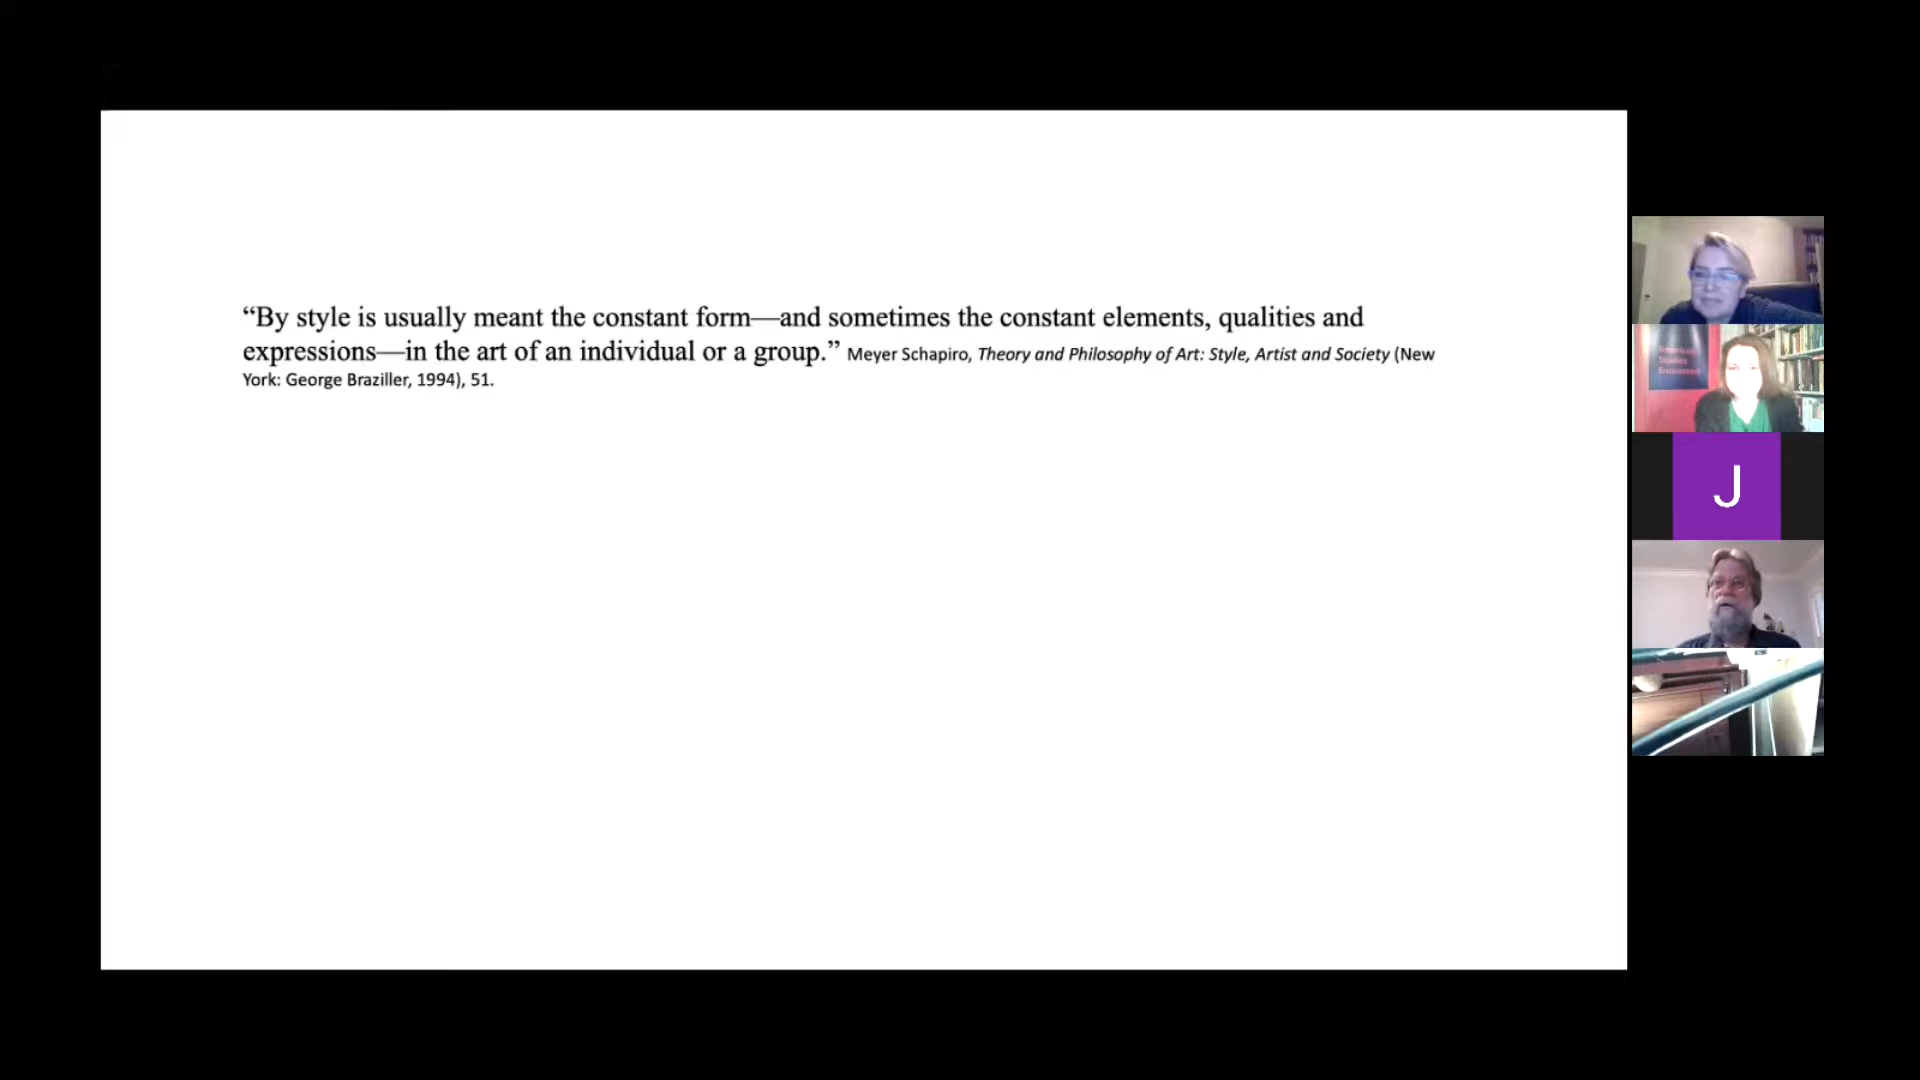 “By style is usually meant the constant form—and sometimes the constant elements, qualities and
expressions—in the art of an individual or a group.” Meyer Schapiro, Theory and Philosophy of Art: Style, Artist and Society (New
York: George Braziller, 1994), 51.
Studies
J